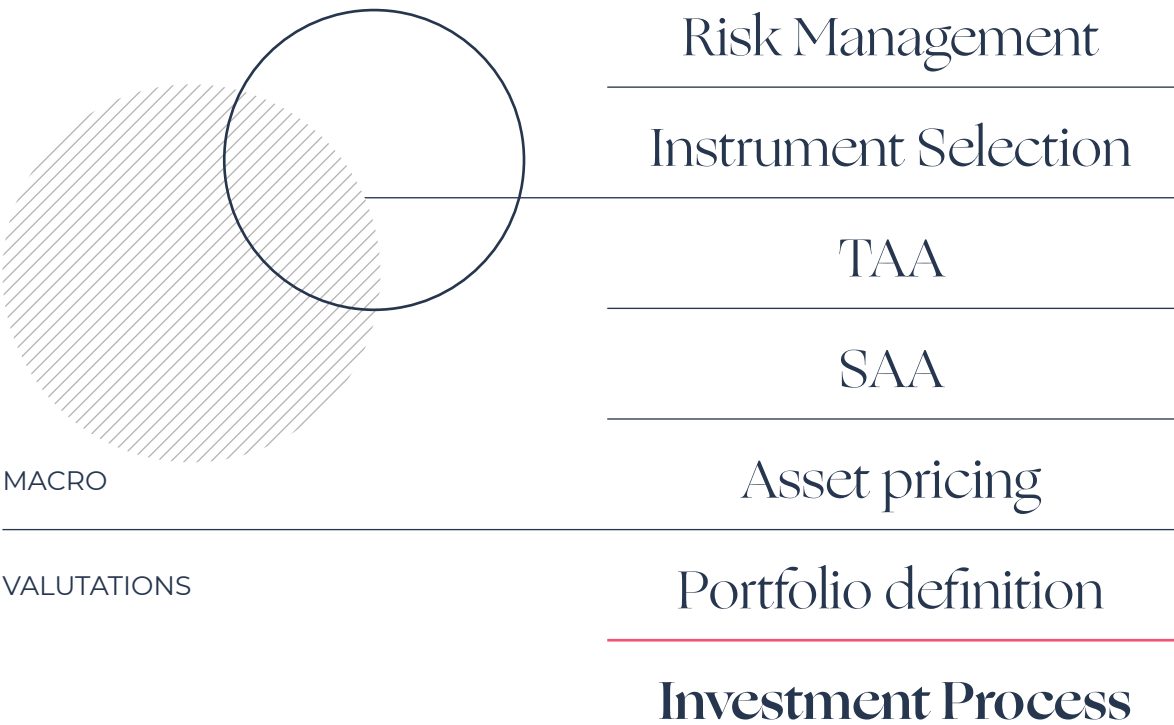 Risk Management
Instrument Selection
TAA
SAA
MACRO
Asset pricing
VALUTATIONS
Portfolio definition
Investment Process